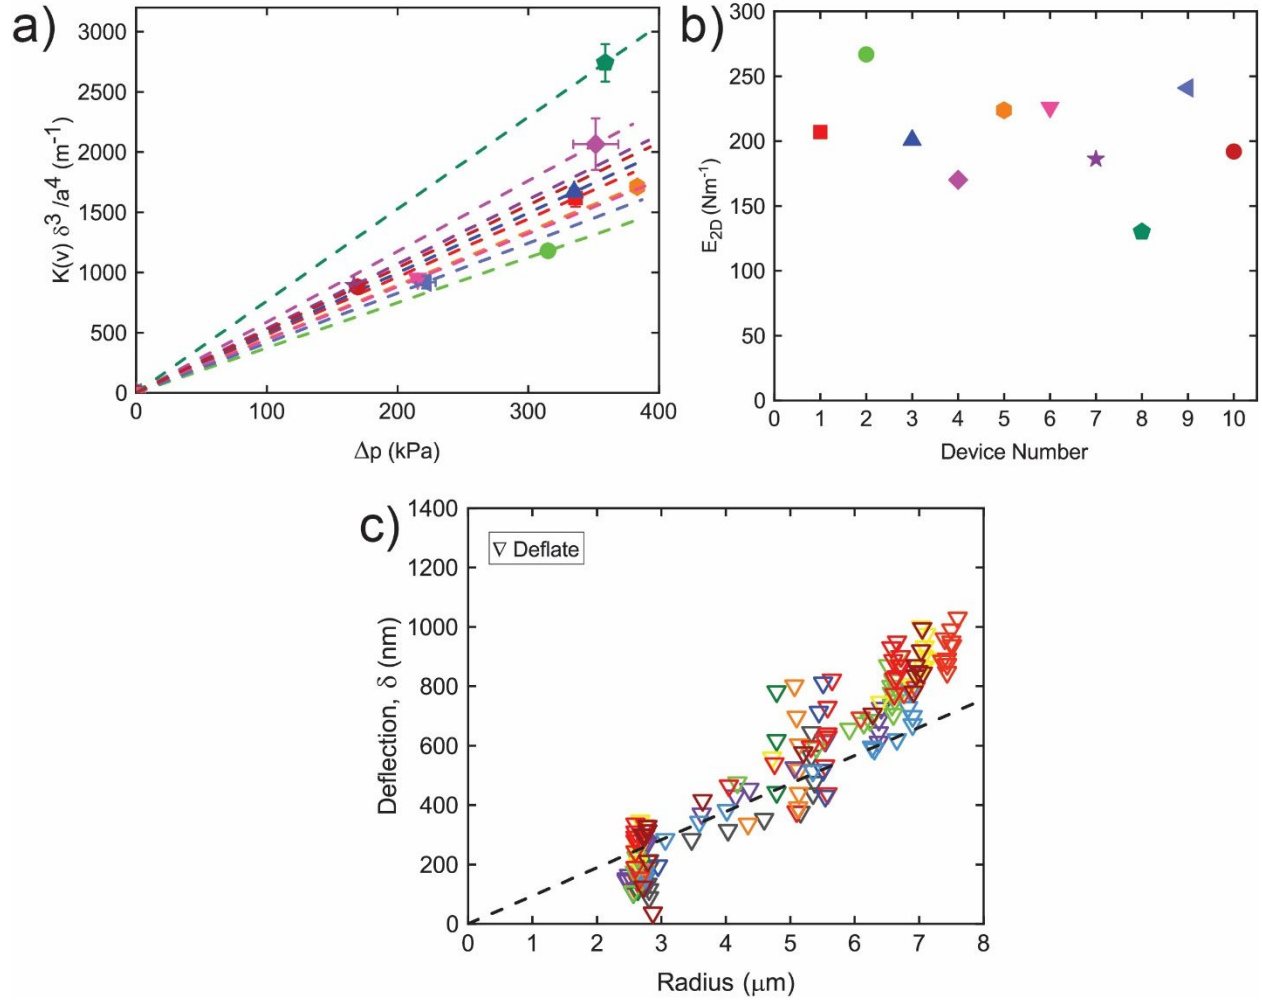 a)
3000
2500
2000
1500
1000
500
0
K(ν) δ³ /a⁴ (m⁻¹)
0 100 200 300 400
Δp (kPa)
b)
300
250
200
150
100
50
0
E₂D (Nm⁻¹)
0 1 2 3 4 5 6 7 8 9 10
Device Number
c)
1400
1200
1000
800
600
400
200
0
Deflection, δ (nm)
▽ Deflate
0 1 2 3 4 5 6 7 8
Radius (μm)